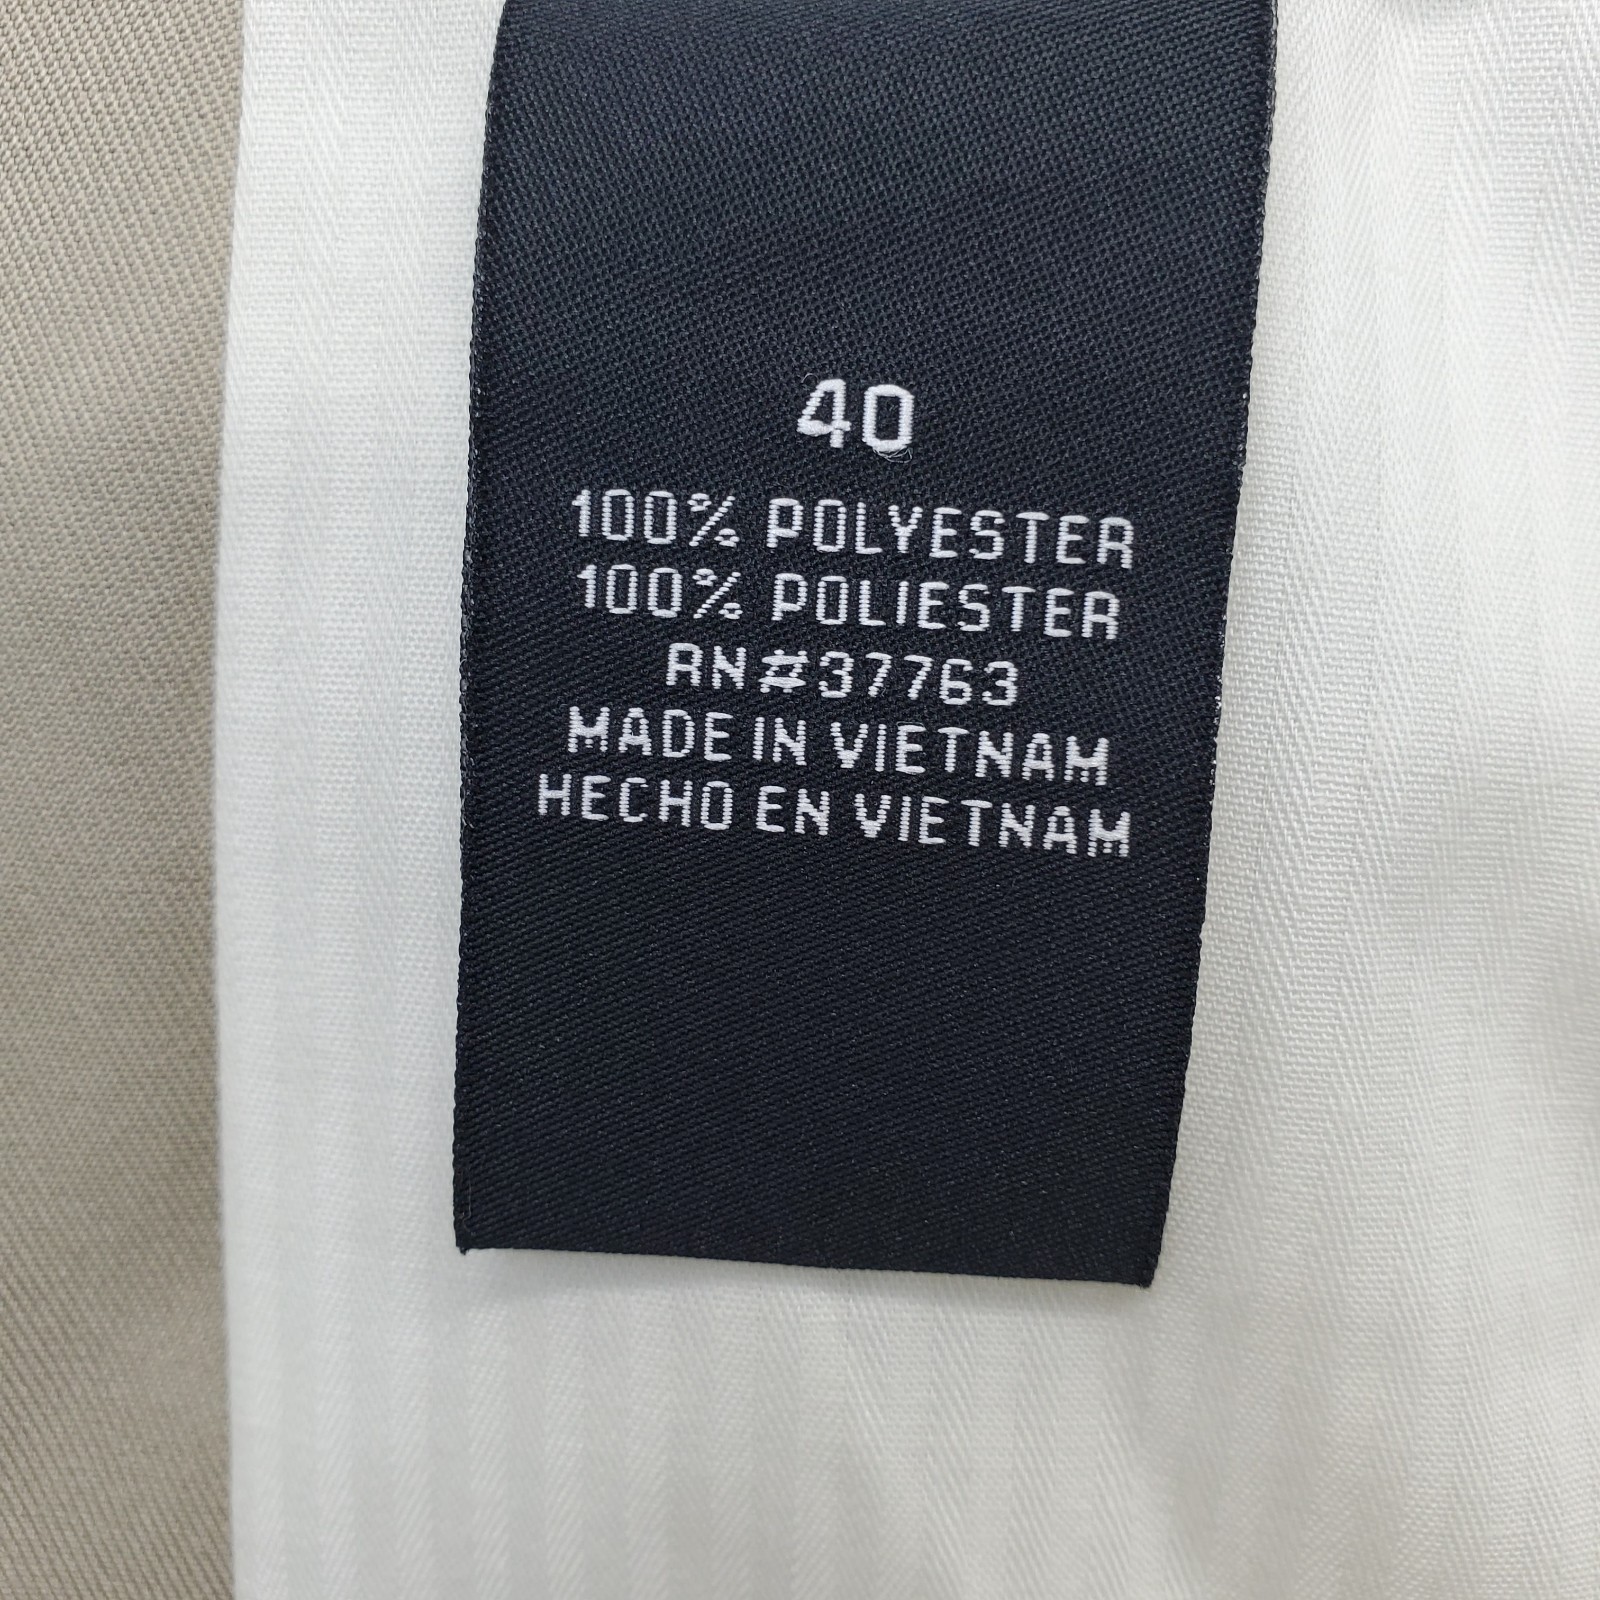 40
100% POLYESTER
100% POLIESTER
RN#37763
MADE IN VIETNAM
HECHO EN VIETNAM